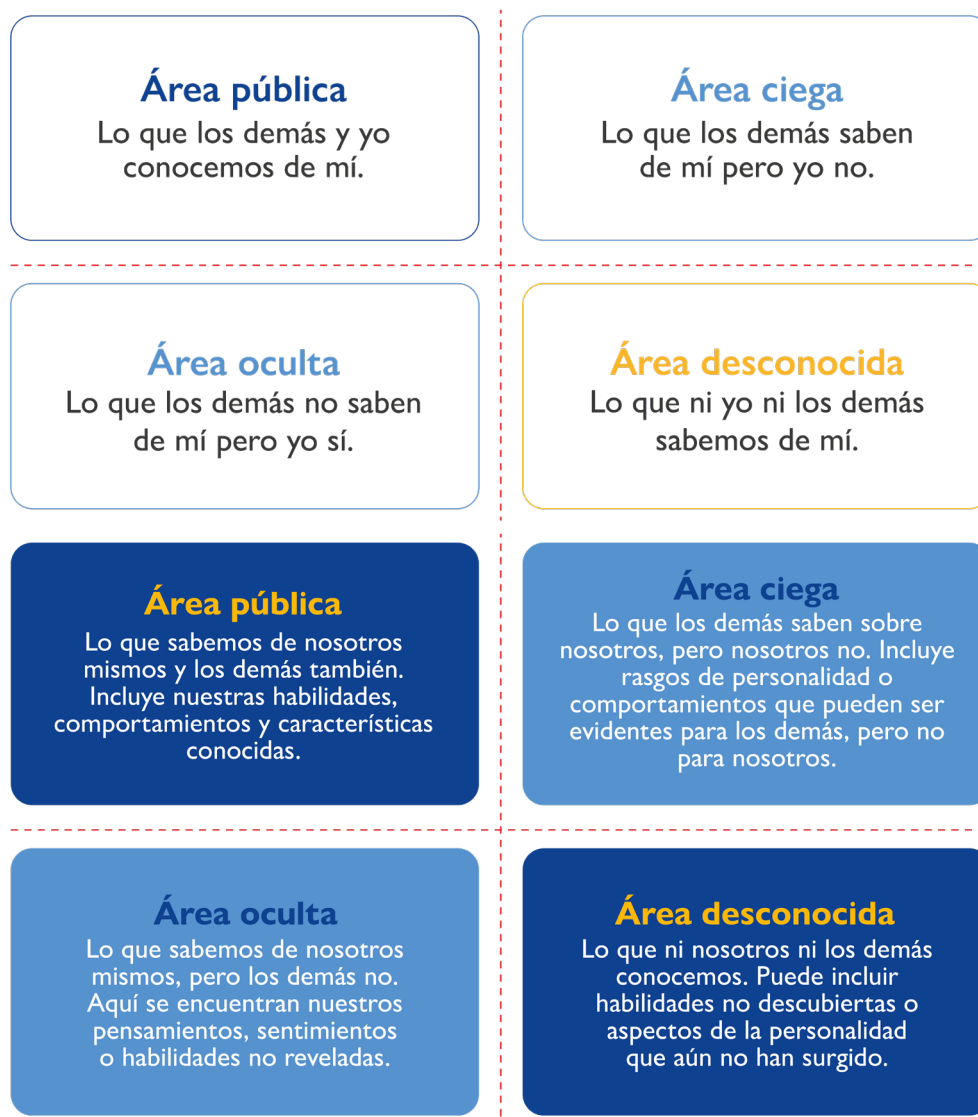 Área pública
Lo que los demás y yo
conocemos de mí.
Área ciega
Lo que los demás saben
de mí pero yo no.
Área oculta
Lo que los demás no saben
de mí pero yo sí.
Área desconocida
Lo que ni yo ni los demás
sabemos de mí.
Área pública
Lo que sabemos de nosotros
mismos y los demás también.
Incluye nuestras habilidades,
comportamientos y características
conocidas.
Área ciega
Lo que los demás saben sobre
nosotros, pero nosotros no. Incluye
rasgos de personalidad o
comportamientos que pueden ser
evidentes para los demás, pero no
para nosotros.
Área oculta
Lo que sabemos de nosotros
mismos, pero los demás no.
Aquí se encuentran nuestros
pensamientos, sentimientos
o habilidades no reveladas.
Área desconocida
Lo que ni nosotros ni los demás
conocemos. Puede incluir
habilidades no descubiertas o
aspectos de la personalidad
que aún no han surgido.